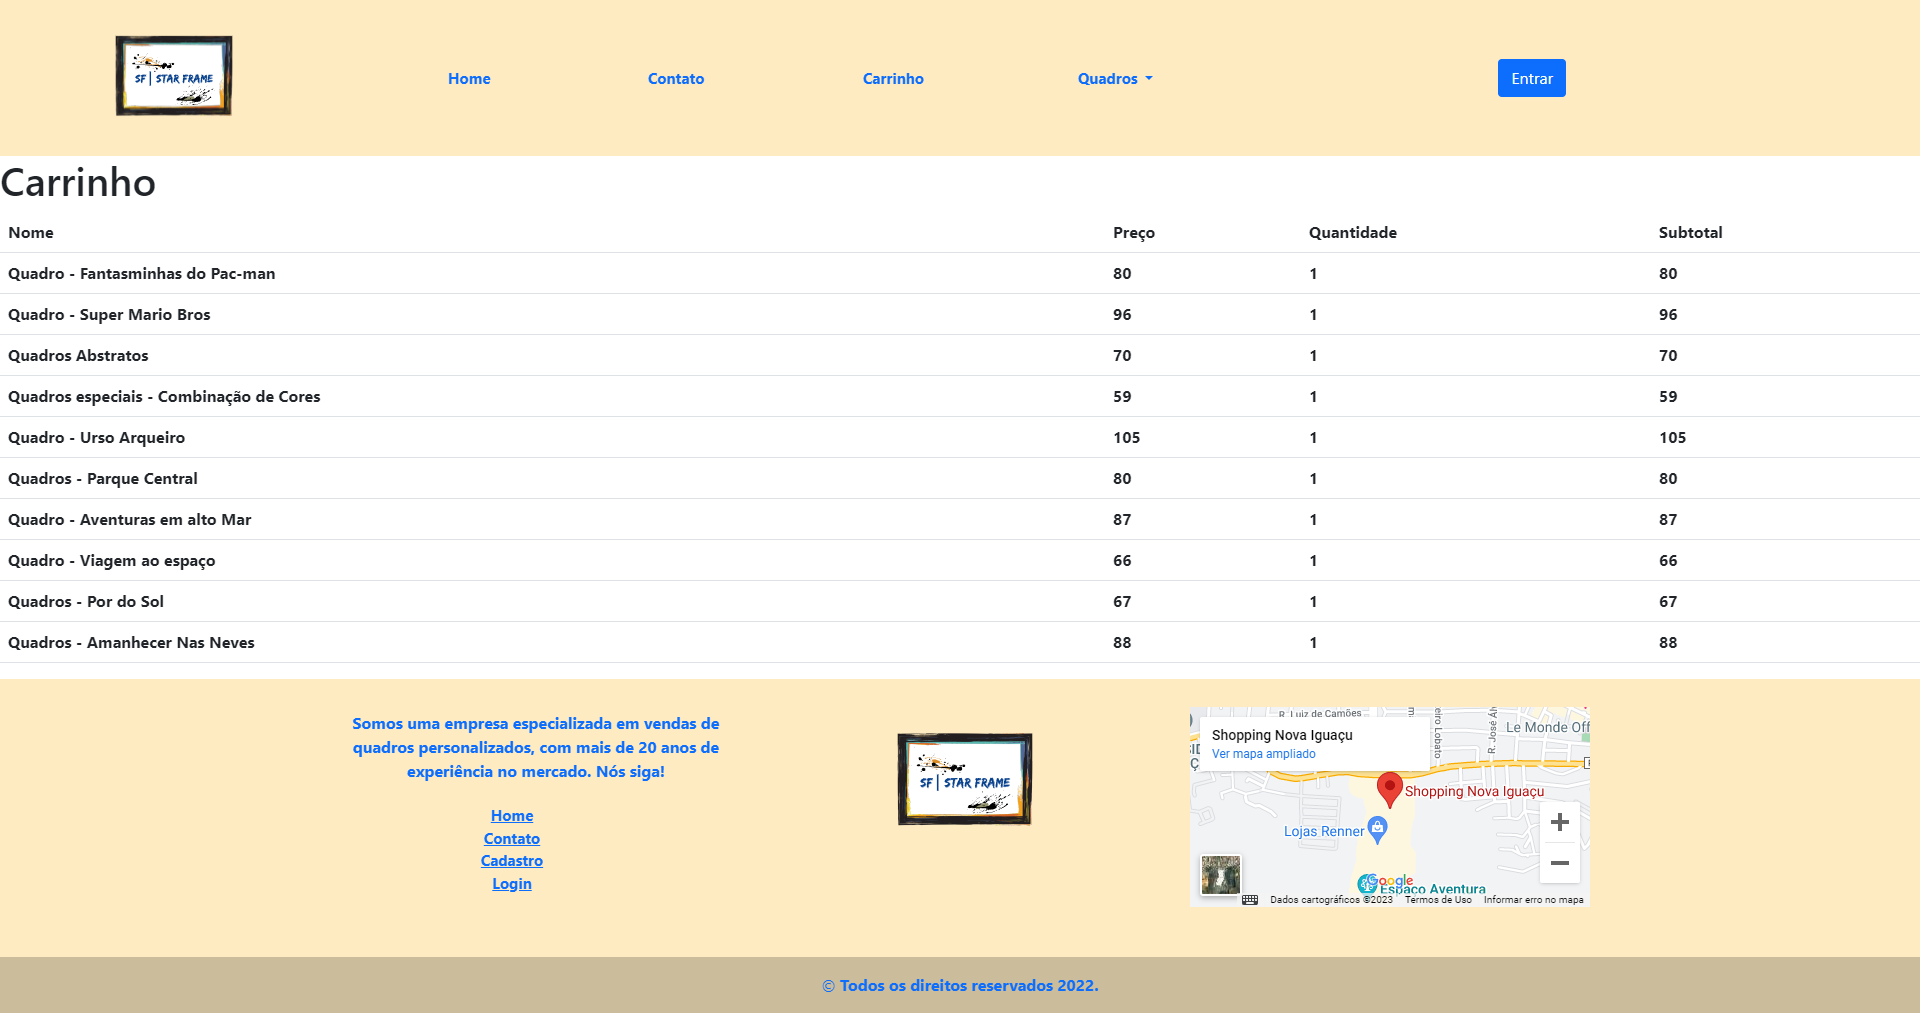 SF | STAR FRAME
Home
Contato
Carrinho
Quadros
Entrar
Carrinho
Nome Preço Quantidade Subtotal
Quadro - Fantasminhas do Pac-man 80 1 80
Quadro - Super Mario Bros 96 1 96
Quadros Abstratos 70 1 70
Quadros especiais - Combinação de Cores 59 1 59
Quadro - Urso Arqueiro 105 1 105
Quadros - Parque Central 80 1 80
Quadro - Aventuras em alto Mar 87 1 87
Quadro - Viagem ao espaço 66 1 66
Quadros - Por do Sol 67 1 67
Quadros - Amanhecer Nas Neves 88 1 88
Somos uma empresa especializada em vendas de
quadros personalizados, com mais de 20 anos de
experiência no mercado. Nós siga!
Home
Contato
Cadastro
Login
SF | STAR FRAME
R. Luiz de Camões
Le Monde Off
Shopping Nova Iguaçu
Ver mapa ampliado
eiro Lobato
R. José Ál
Shopping Nova Iguaçu
Lojas Renner
Google
Espaço Aventura
Dados cartográficos ©2023 Termos de Uso Informar erro no mapa
© Todos os direitos reservados 2022.